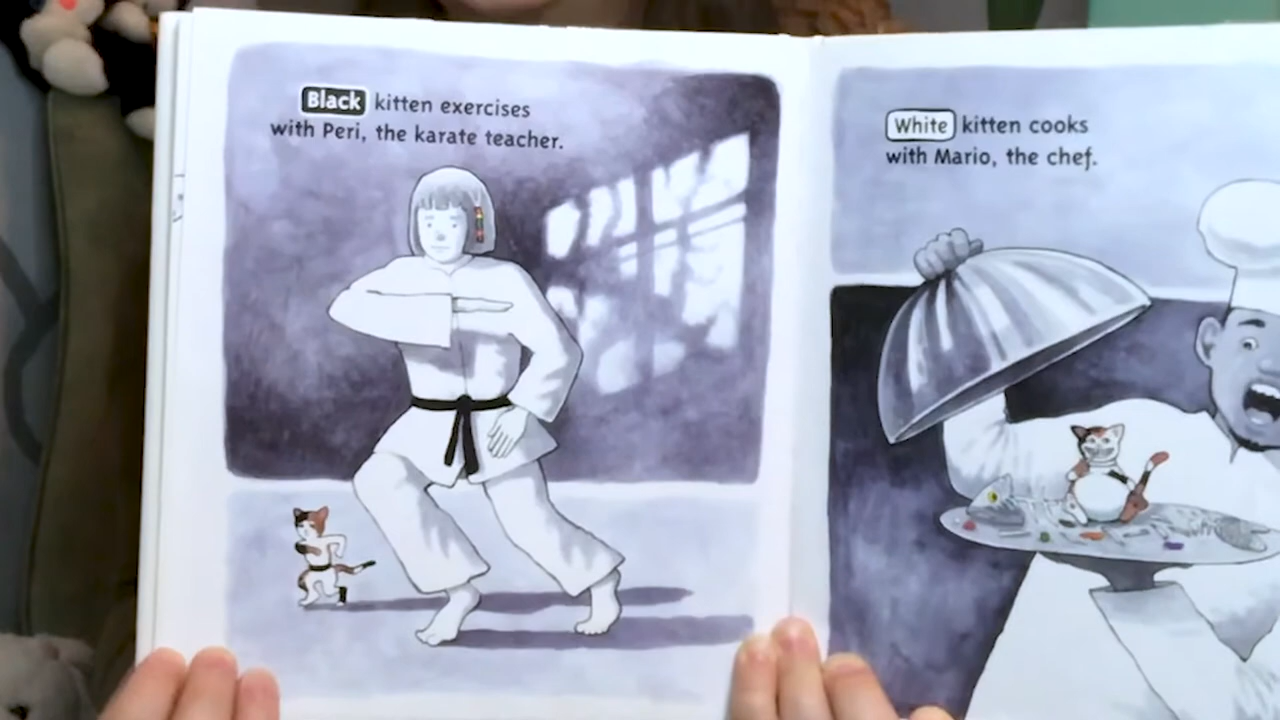 Black kitten exercises
with Peri, the karate teacher.
White kitten cooks
with Mario, the chef.